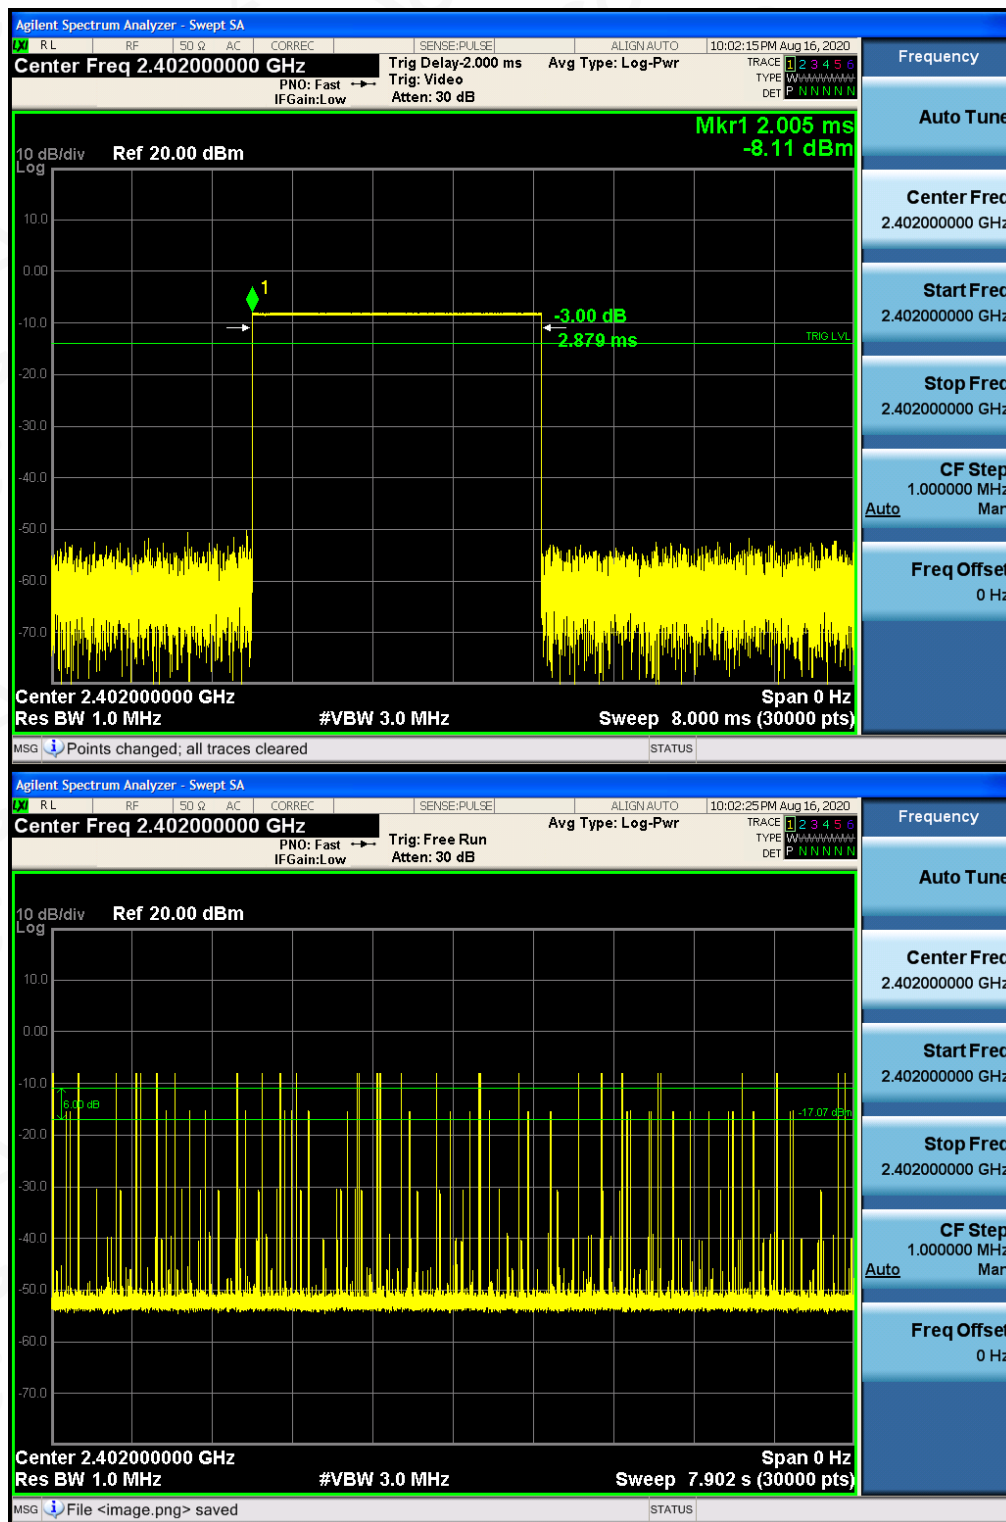 Agilent Spectrum Analyzer - Swept SA
LXI RL RF 50 Ω AC CORREC SENSE:PULSE ALIGN AUTO 10:02:15 PM Aug 16, 2020
Center Freq 2.402000000 GHz
PNO: Fast
IFGain:Low
Trig Delay-2.000 ms
Trig: Video
Atten: 30 dB
Avg Type: Log-Pwr
TRACE 1 2 3 4 5 6
TYPE WWWWWW
DET P N N N N N
Mkr1 2.005 ms
-8.11 dBm
10 dB/div Ref 20.00 dBm
Log
10.0
0.00
-10.0
-20.0
-30.0
-40.0
-50.0
-60.0
-70.0
1
-3.00 dB
2.879 ms
TRIG LVL
Center 2.402000000 GHz Span 0 Hz
Res BW 1.0 MHz #VBW 3.0 MHz Sweep 8.000 ms (30000 pts)
MSG Points changed; all traces cleared STATUS
Frequency
Auto Tune
Center Freq
2.402000000 GHz
Start Freq
2.402000000 GHz
Stop Freq
2.402000000 GHz
CF Step
1.000000 MHz
Auto Man
Freq Offset
0 Hz
Agilent Spectrum Analyzer - Swept SA
LXI RL RF 50 Ω AC CORREC SENSE:PULSE ALIGN AUTO 10:02:25 PM Aug 16, 2020
Center Freq 2.402000000 GHz
PNO: Fast
IFGain:Low
Trig: Free Run
Atten: 30 dB
Avg Type: Log-Pwr
TRACE 1 2 3 4 5 6
TYPE WWWWWW
DET P N N N N N
10 dB/div Ref 20.00 dBm
Log
10.0
0.00
-10.0
-20.0
-30.0
-40.0
-50.0
-60.0
-70.0
6.00 dB
-17.07 dBm
Center 2.402000000 GHz Span 0 Hz
Res BW 1.0 MHz #VBW 3.0 MHz Sweep 7.902 s (30000 pts)
MSG File <image.png> saved STATUS
Frequency
Auto Tune
Center Freq
2.402000000 GHz
Start Freq
2.402000000 GHz
Stop Freq
2.402000000 GHz
CF Step
1.000000 MHz
Auto Man
Freq Offset
0 Hz